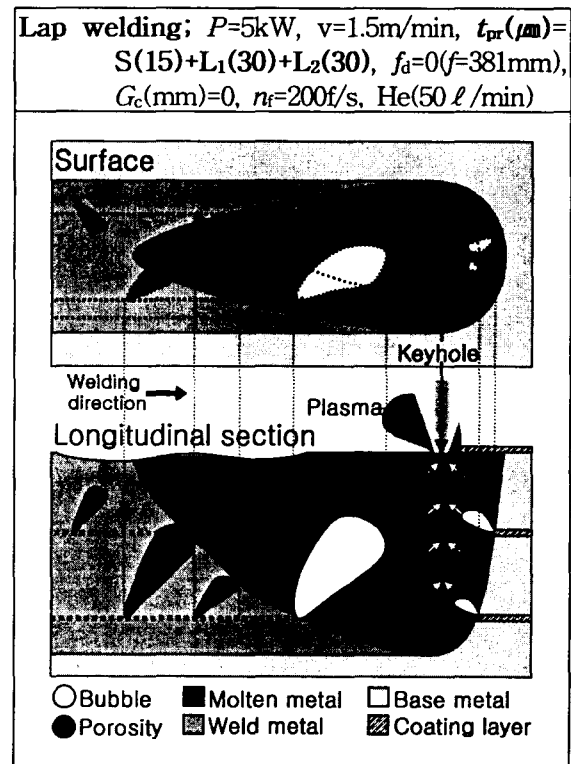 Lap welding; P=5kW, v=1.5m/min, tpr(㎛)=
S(15)+L1(30)+L2(30), fd=0(f=381mm),
Gc(mm)=0, nf=200f/s, He(50 ℓ/min)
Surface
Keyhole
Welding
direction
Plasma
Longitudinal section
Bubble Molten metal Base metal
Porosity Weld metal Coating layer